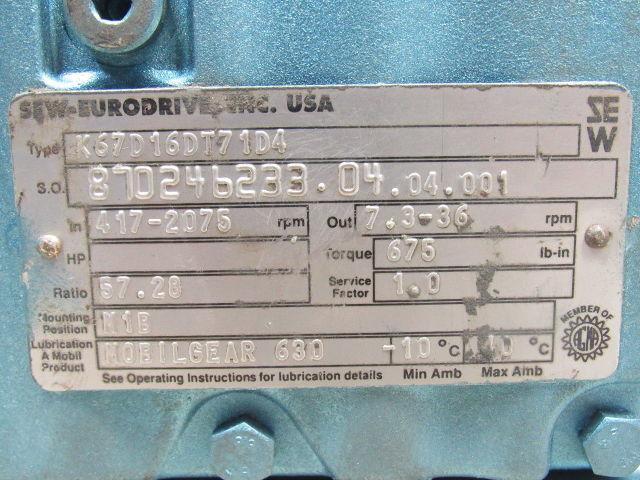 SEW-EURODRIVE, INC. USA
SEW
Type K67D16DT71D4
S.O. 870246233.04.04.001
In 417-2075 rpm Out 7.3-36 rpm
HP Torque 675 lb-in
Ratio 57.28 Service Factor 1.0
Mounting Position M1B
Lubrication A Mobil Product MOBILGEAR 630 -10 °C 40 °C
See Operating Instructions for lubrication details Min Amb Max Amb
MEMBER OF
AGMA